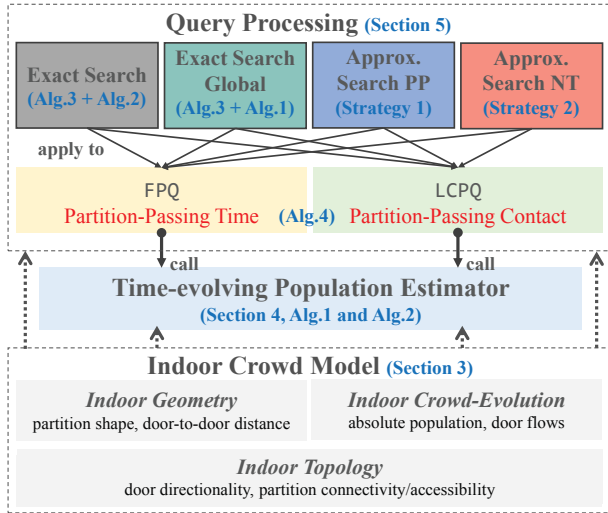 Query Processing (Section 5)
Exact Search
(Alg.3 + Alg.2)
Exact Search
Global
(Alg.3 + Alg.1)
Approx.
Search PP
(Strategy 1)
Approx.
Search NT
(Strategy 2)
apply to
FPQ
Partition-Passing Time
(Alg.4)
LCPQ
Partition-Passing Contact
call
call
Time-evolving Population Estimator
(Section 4, Alg.1 and Alg.2)
Indoor Crowd Model (Section 3)
Indoor Geometry
partition shape, door-to-door distance
Indoor Crowd-Evolution
absolute population, door flows
Indoor Topology
door directionality, partition connectivity/accessibility